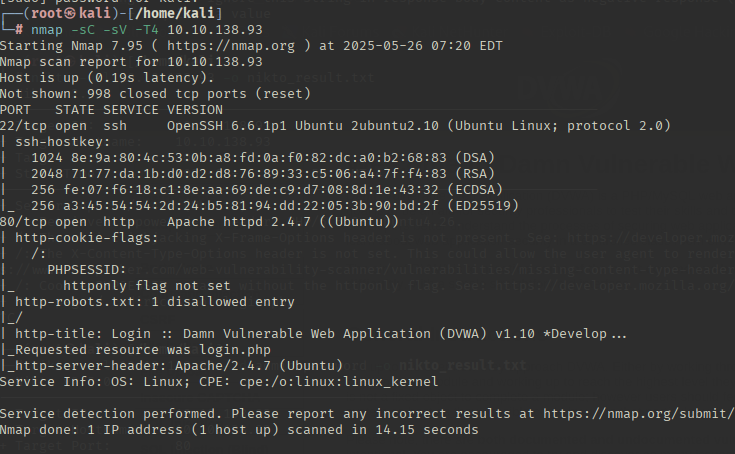 [sudo] password for kali:
┌──(root㉿kali)-[/home/kali]
└─# nmap -sC -sV -T4 10.10.138.93
Starting Nmap 7.95 ( https://nmap.org ) at 2025-05-26 07:20 EDT
Nmap scan report for 10.10.138.93
Host is up (0.19s latency).
Not shown: 998 closed tcp ports (reset)
PORT   STATE SERVICE VERSION
22/tcp open  ssh     OpenSSH 6.6.1p1 Ubuntu 2ubuntu2.10 (Ubuntu Linux; protocol 2.0)
| ssh-hostkey:
|   1024 8e:9a:80:4c:53:0b:a8:fd:0a:f0:82:dc:a0:b2:68:83 (DSA)
|   2048 71:77:da:1b:d0:d2:d8:76:89:33:c5:06:a4:7f:f4:83 (RSA)
|   256 fe:07:f6:18:c1:8e:aa:69:de:c9:d7:08:8d:1e:43:32 (ECDSA)
|_  256 a3:45:54:54:2d:24:b5:81:94:dd:22:05:3b:90:bd:2f (ED25519)
80/tcp open  http    Apache httpd 2.4.7 ((Ubuntu))
| http-cookie-flags:
|   /:
|     PHPSESSID:
|_      httponly flag not set
| http-robots.txt: 1 disallowed entry
|_/
| http-title: Login :: Damn Vulnerable Web Application (DVWA) v1.10 *Develop...
|_Requested resource was login.php
|_http-server-header: Apache/2.4.7 (Ubuntu)
Service Info: OS: Linux; CPE: cpe:/o:linux:linux_kernel

Service detection performed. Please report any incorrect results at https://nmap.org/submit/
Nmap done: 1 IP address (1 host up) scanned in 14.15 seconds